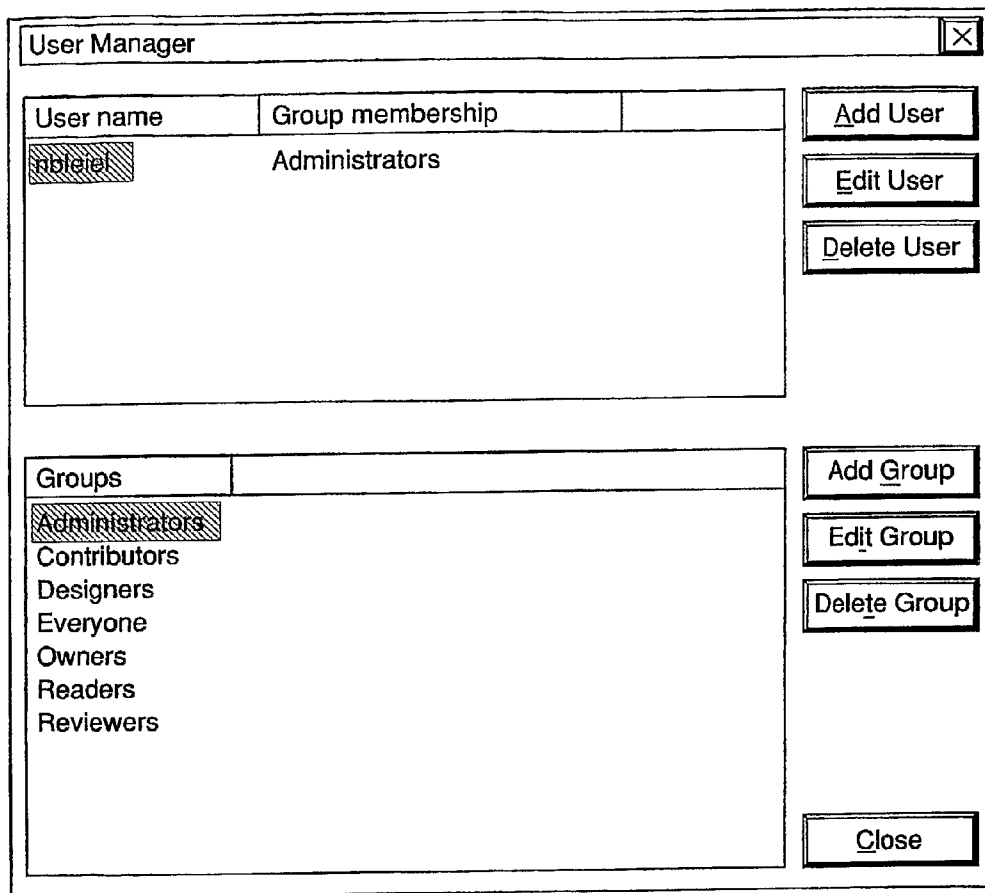 User Manager
User name Group membership
nbleiel Administrators
Add User
Edit User
Delete User
Groups
Administrators
Contributors
Designers
Everyone
Owners
Readers
Reviewers
Add Group
Edit Group
Delete Group
Close